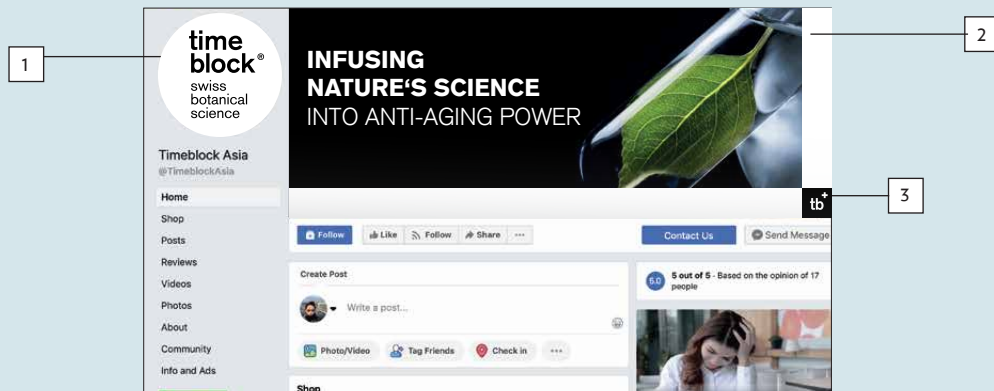 1
2
3
time
block®
swiss
botanical
science
INFUSING
NATURE'S SCIENCE
INTO ANTI-AGING POWER
tb+
Timeblock Asia
@TimeblockAsia
Home
Shop
Posts
Reviews
Videos
Photos
About
Community
Info and Ads
Follow Like Follow Share ... Contact Us Send Message
Create Post
Write a post...
Photo/Video Tag Friends Check in ...
Shop
5.0
5 out of 5 - Based on the opinion of 17
people